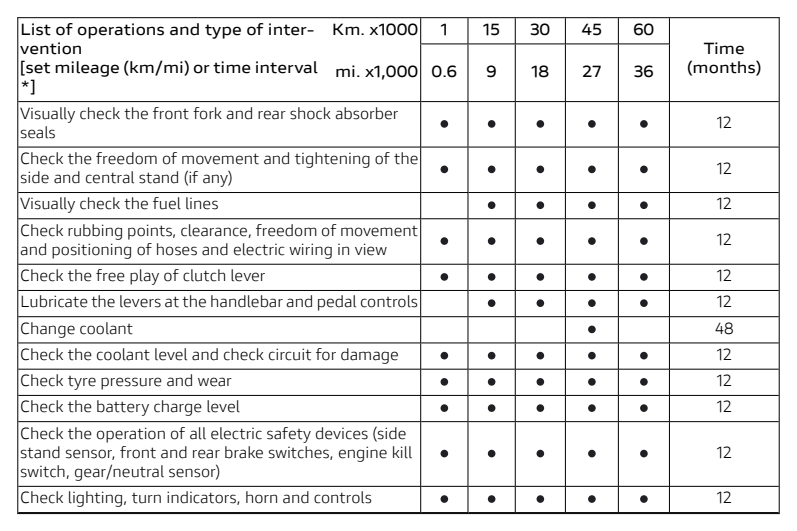 List of operations and type of inter- Km. x1000 1 15 30 45 60 Time
vention
[set mileage (km/mi) or time interval mi. x1,000 0.6 9 18 27 36 (months)
*]
Visually check the front fork and rear shock absorber
seals ● ● ● ● ● 12
Check the freedom of movement and tightening of the
side and central stand (if any) ● ● ● ● ● 12
Visually check the fuel lines ● ● ● ● 12
Check rubbing points, clearance, freedom of movement
and positioning of hoses and electric wiring in view ● ● ● ● ● 12
Check the free play of clutch lever ● ● ● ● ● 12
Lubricate the levers at the handlebar and pedal controls ● ● ● ● 12
Change coolant ● 48
Check the coolant level and check circuit for damage ● ● ● ● ● 12
Check tyre pressure and wear ● ● ● ● ● 12
Check the battery charge level ● ● ● ● ● 12
Check the operation of all electric safety devices (side
stand sensor, front and rear brake switches, engine kill ● ● ● ● ● 12
switch, gear/neutral sensor)
Check lighting, turn indicators, horn and controls ● ● ● ● ● 12